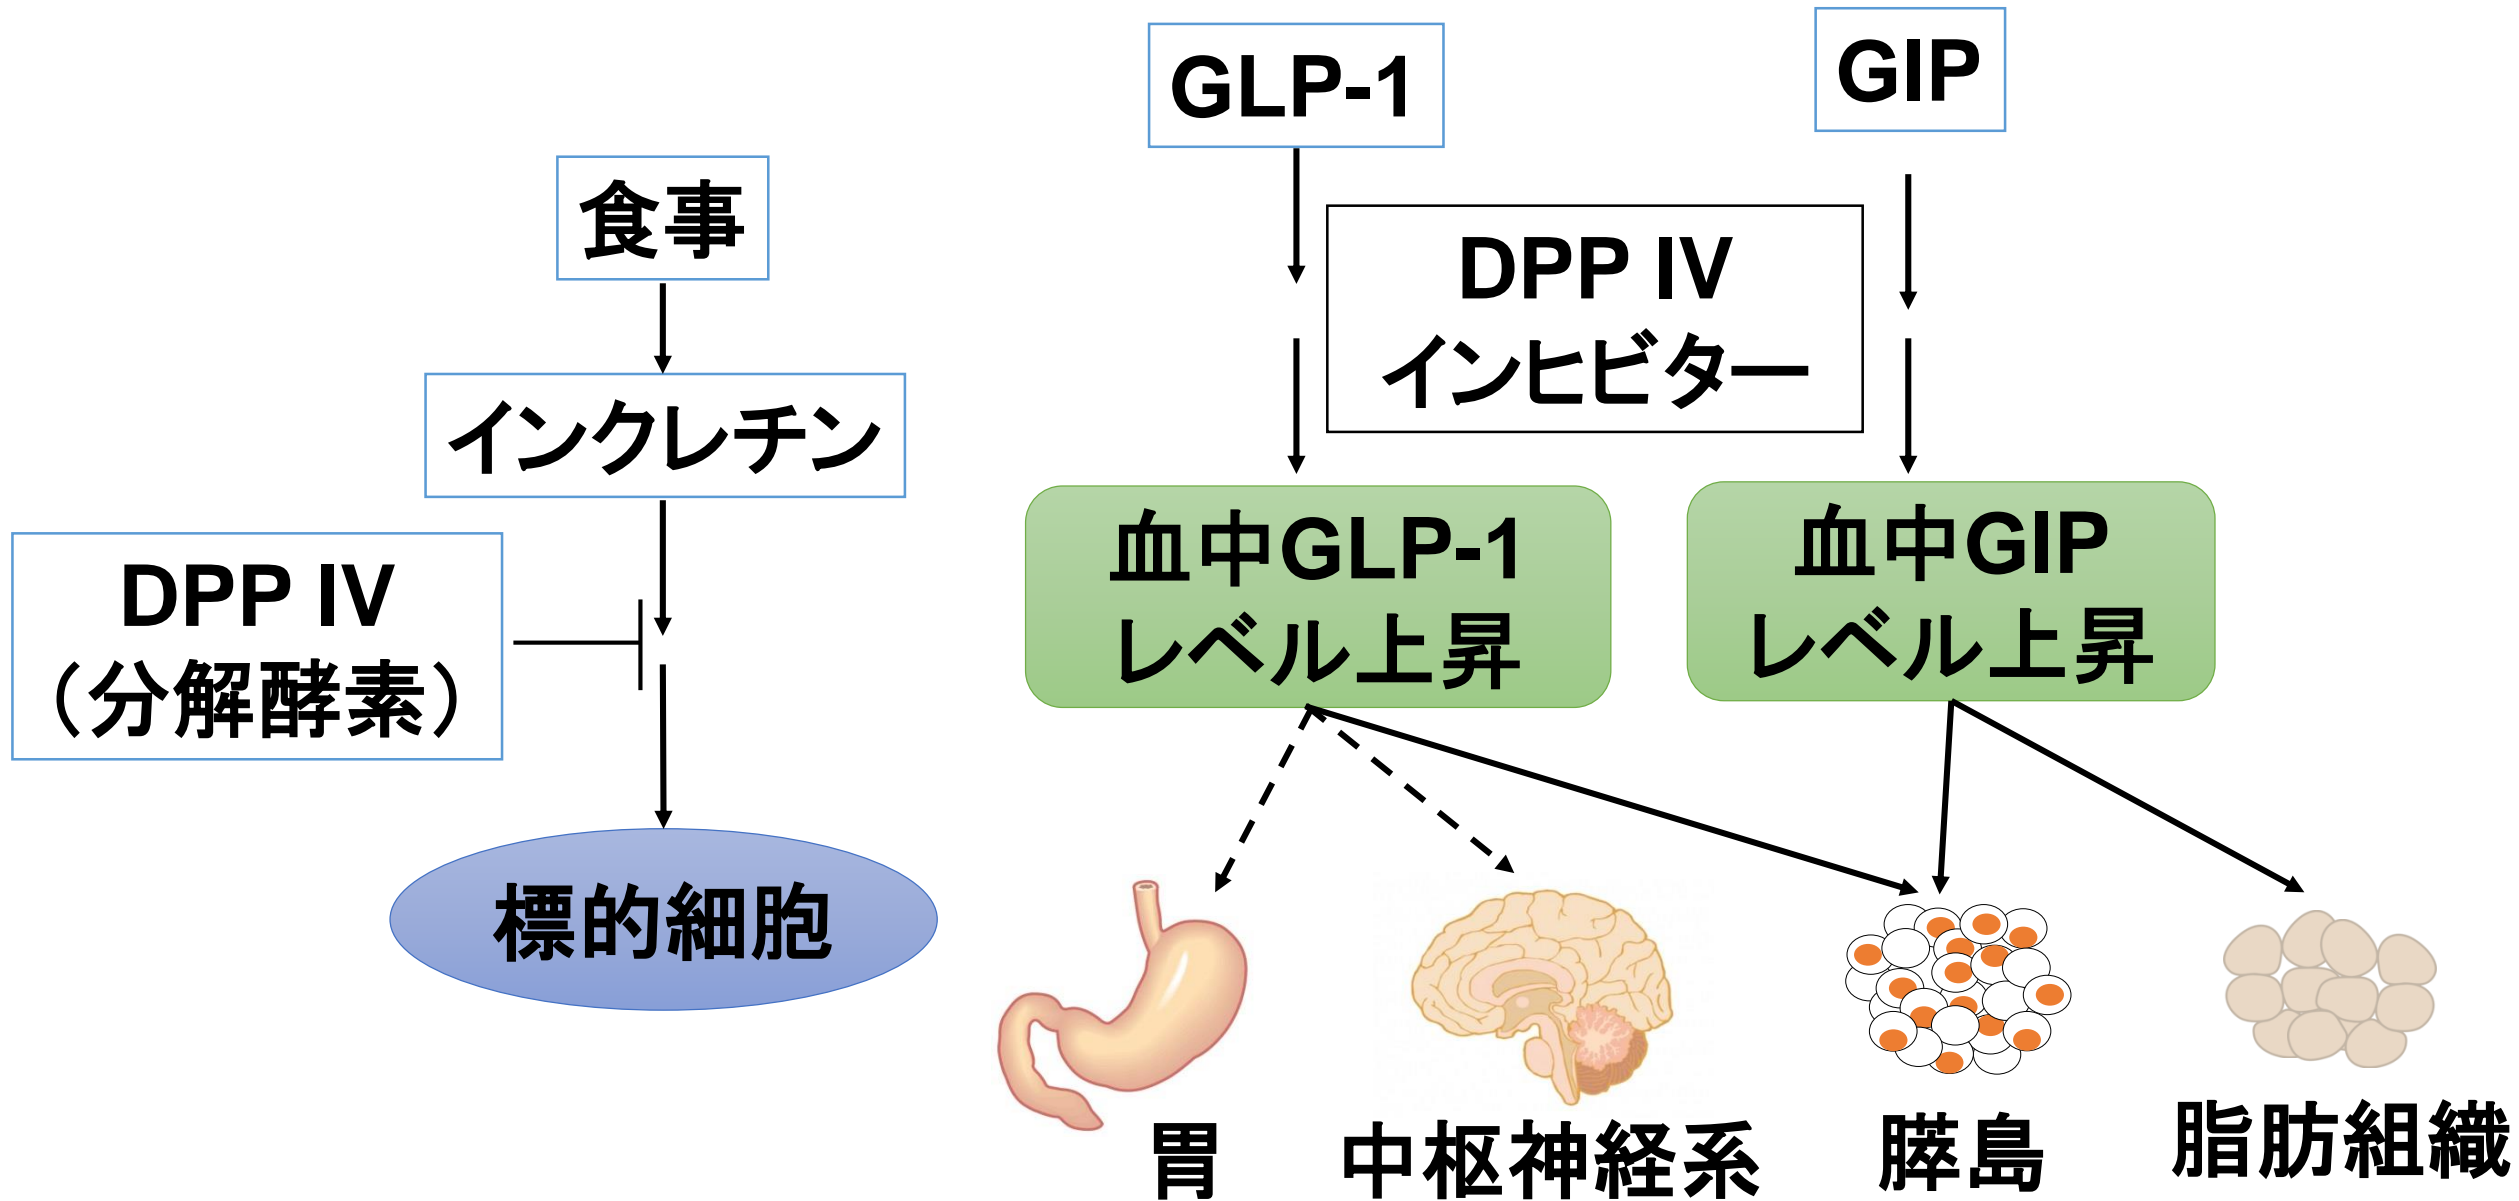 食事
インクレチン
DPP IV
（分解酵素）
標的細胞
GLP-1
GIP
DPP IV
インヒビター
血中GLP-1
レベル上昇
血中GIP
レベル上昇
胃
中枢神経系
膵島
脂肪組織